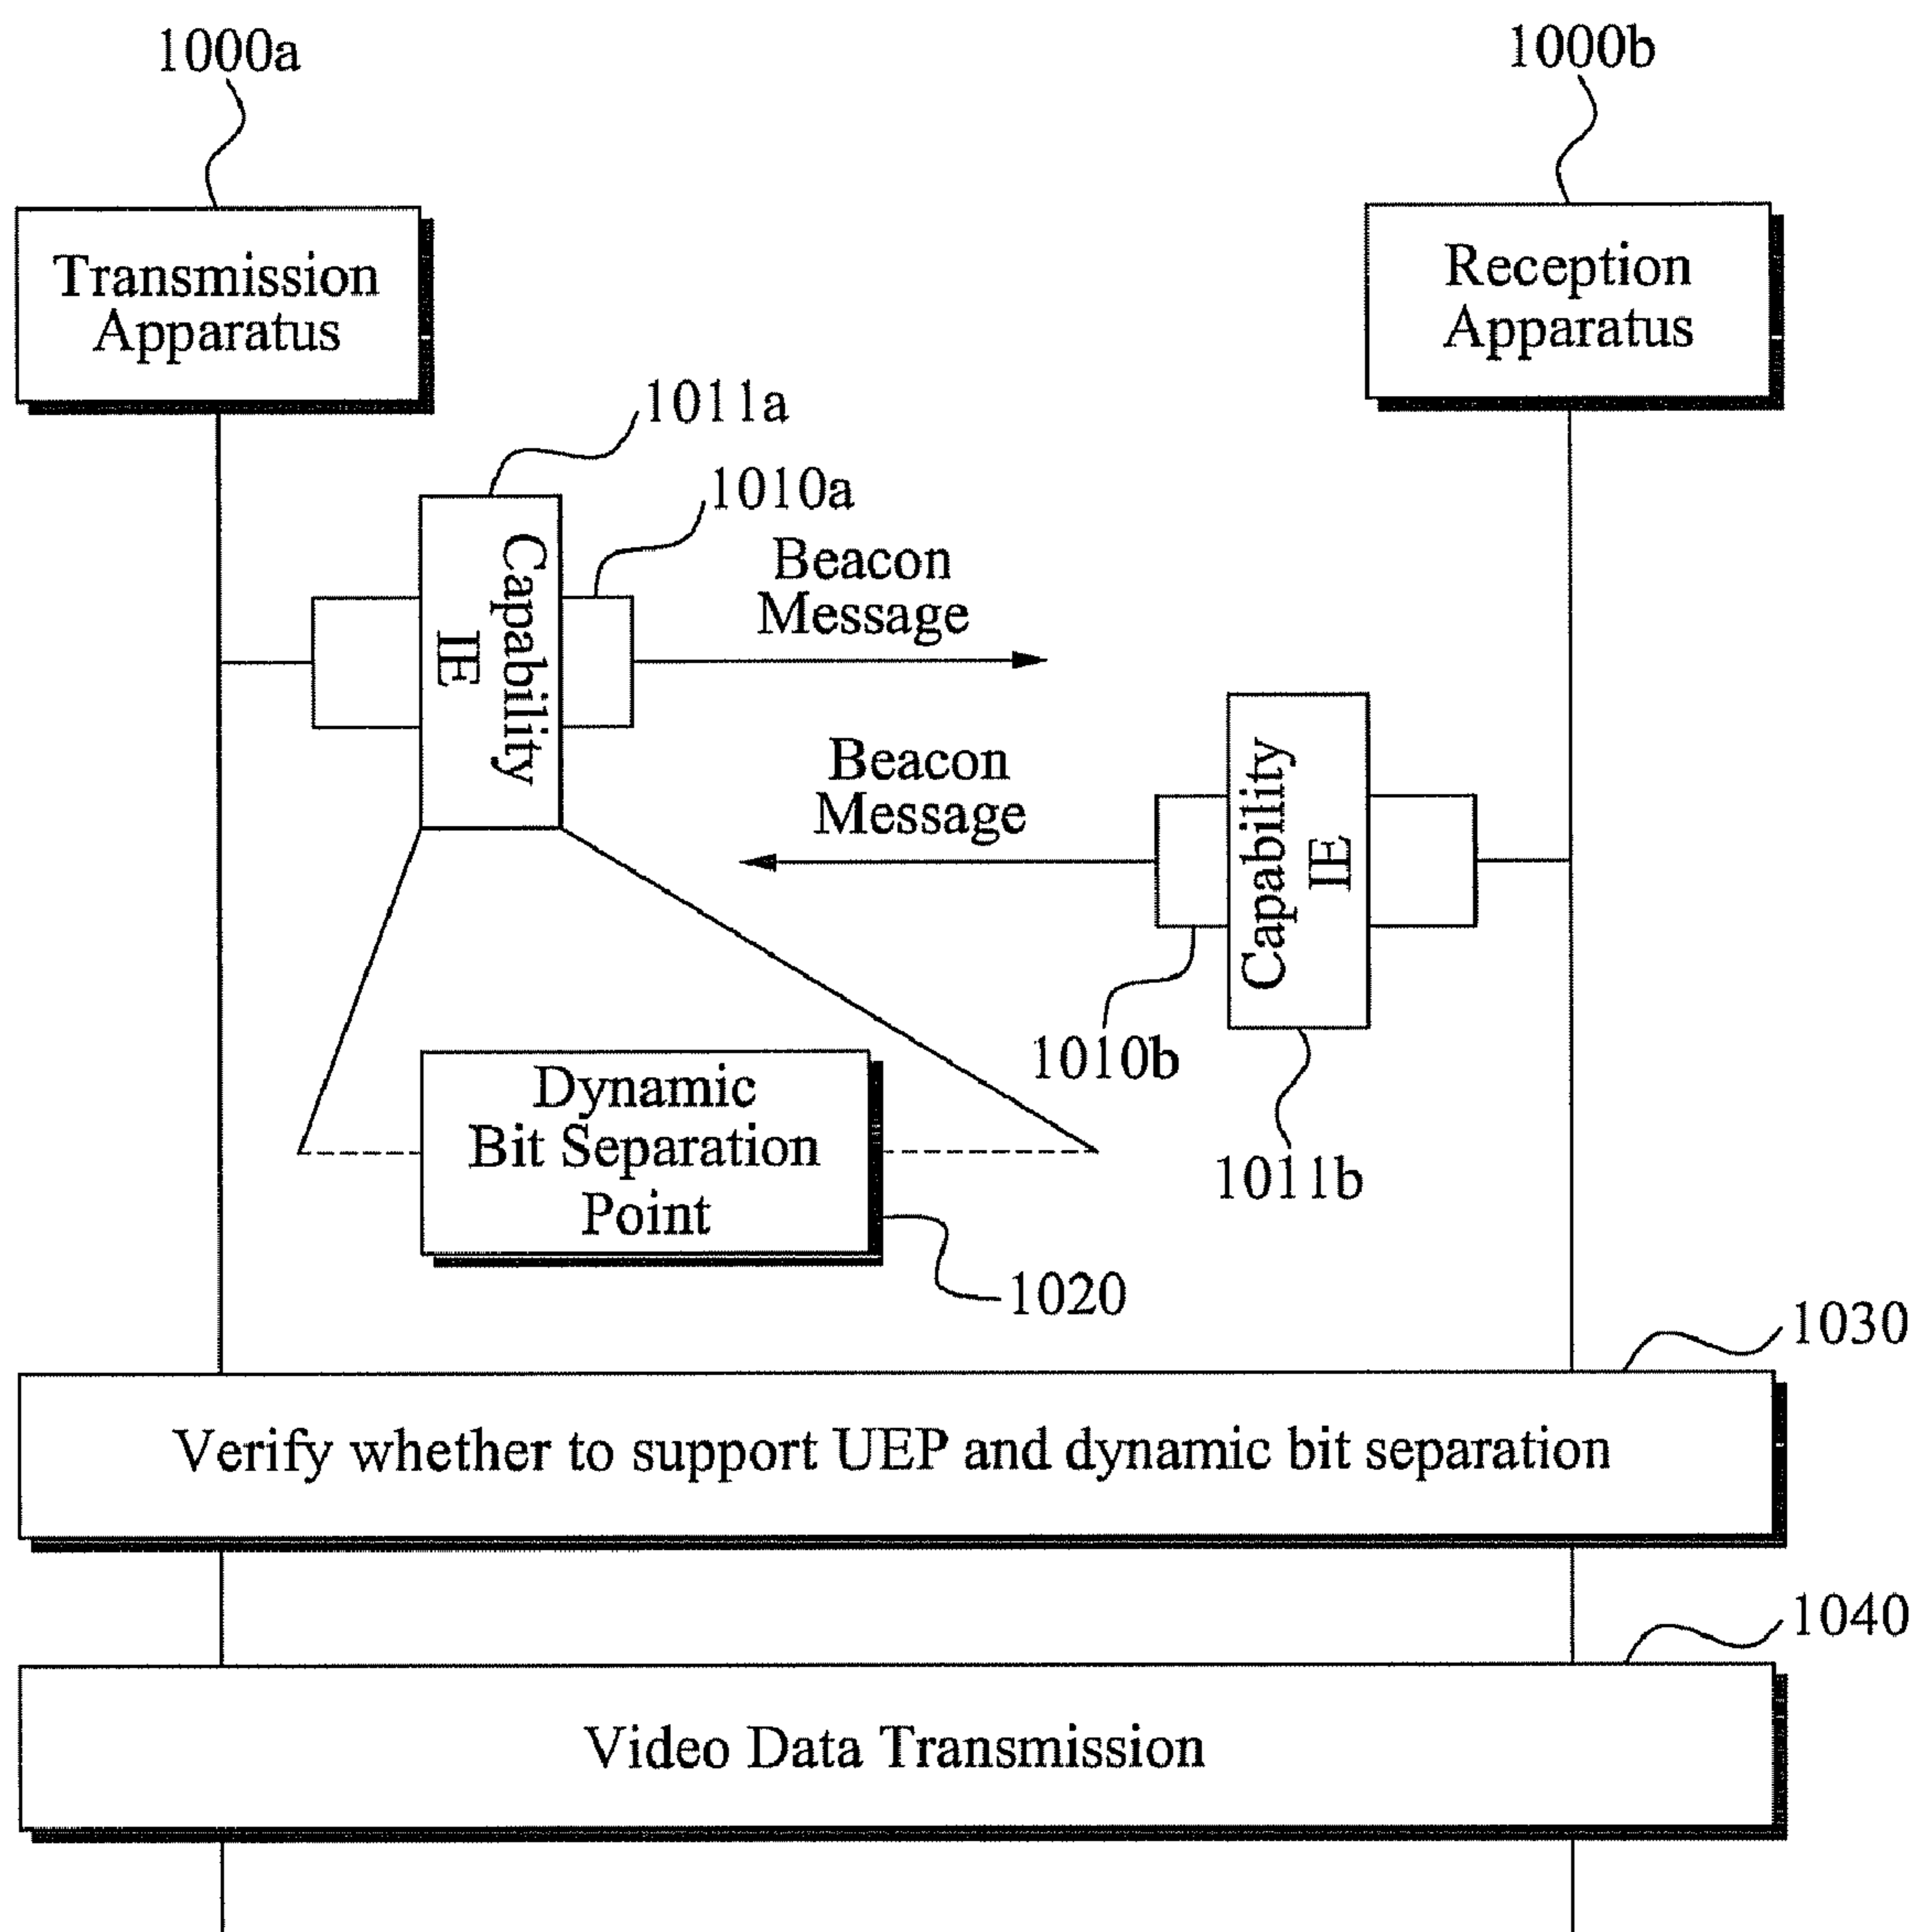 1000a
1000b
Transmission
Apparatus
Reception
Apparatus
1011a
1010a
Capability
IE
Beacon
Message
Beacon
Message
Capability
IE
1010b
1011b
Dynamic
Bit Separation
Point
1020
1030
Verify whether to support UEP and dynamic bit separation
1040
Video Data Transmission